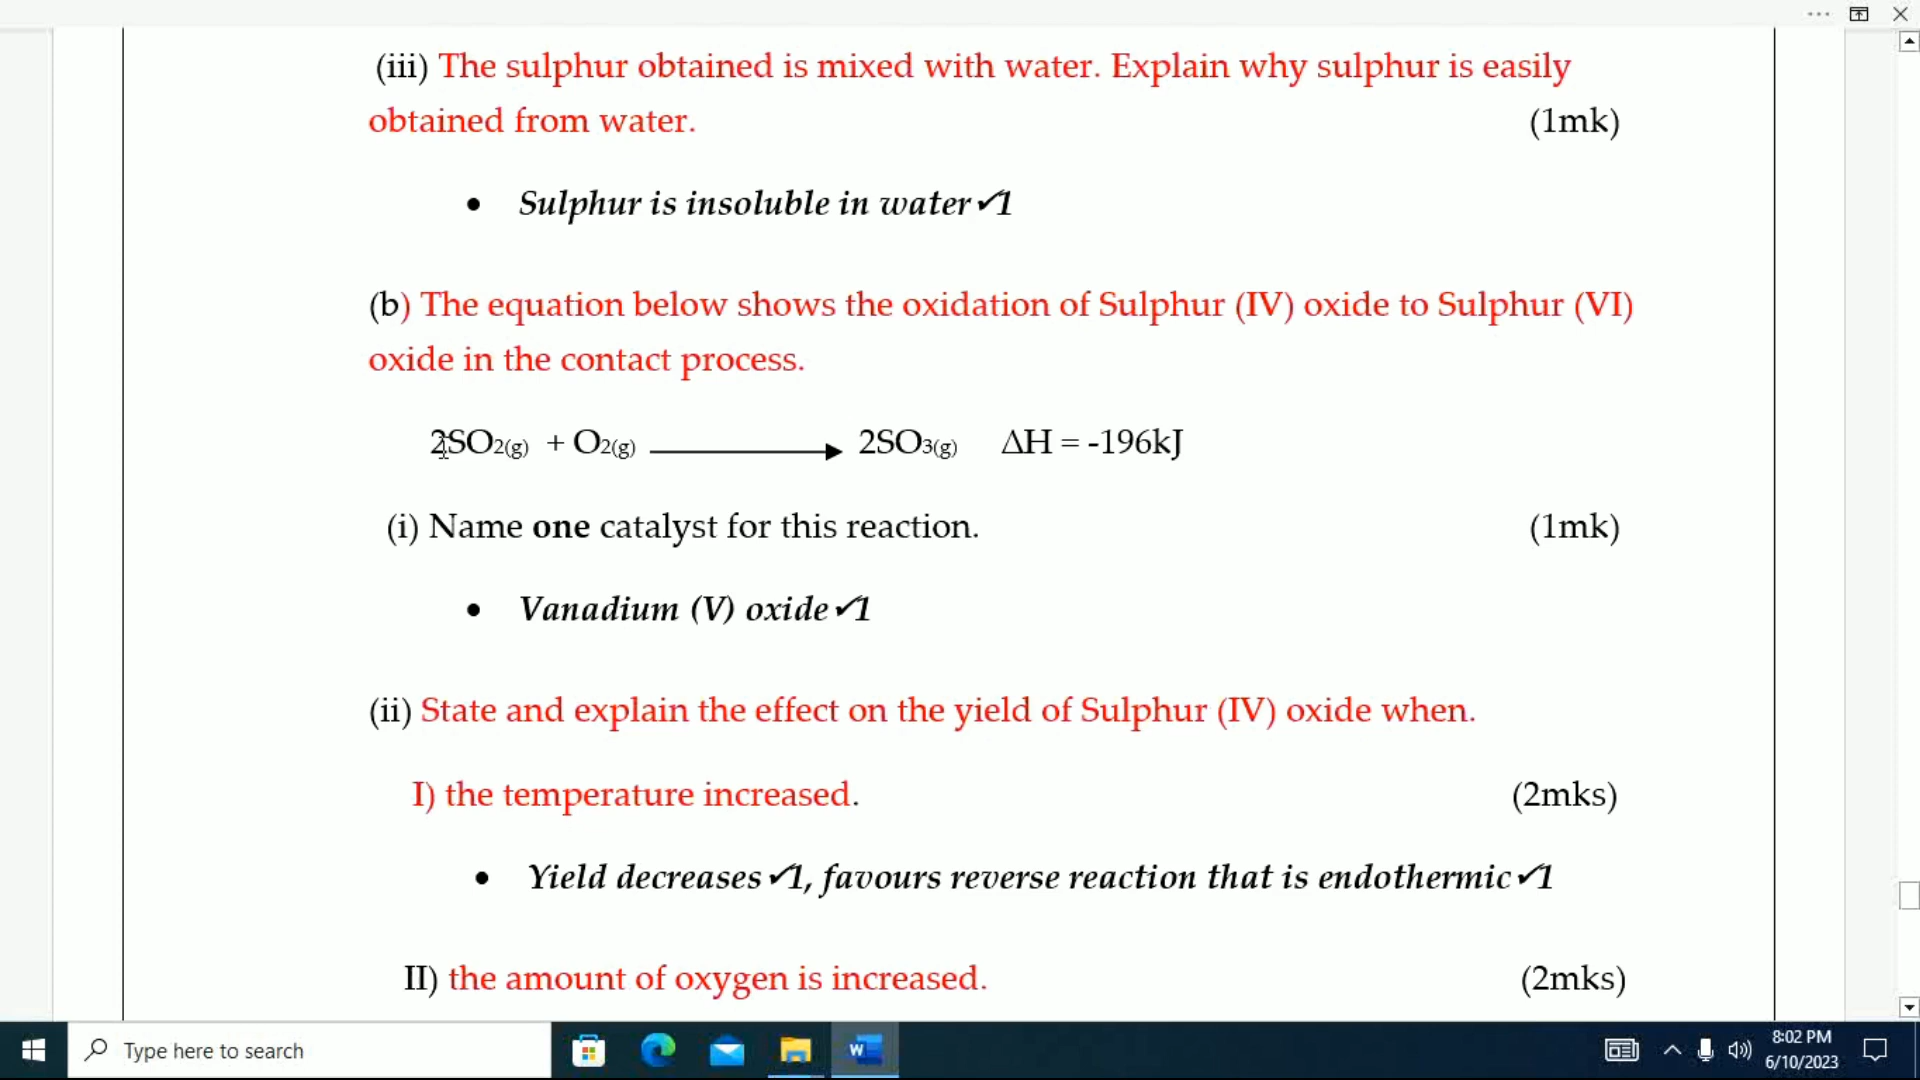 (iii) The sulphur obtained is mixed with water. Explain why sulphur is easily
obtained from water. (1mk)
• Sulphur is insoluble in water✓1
(b) The equation below shows the oxidation of Sulphur (IV) oxide to Sulphur (VI)
oxide in the contact process.
2SO2(g) + O2(g) ⟶ 2SO3(g) ΔH = -196kJ
(i) Name one catalyst for this reaction. (1mk)
• Vanadium (V) oxide✓1
(ii) State and explain the effect on the yield of Sulphur (IV) oxide when.
I) the temperature increased. (2mks)
• Yield decreases✓1, favours reverse reaction that is endothermic✓1
II) the amount of oxygen is increased. (2mks)
Type here to search
W
8:02 PM
6/10/2023